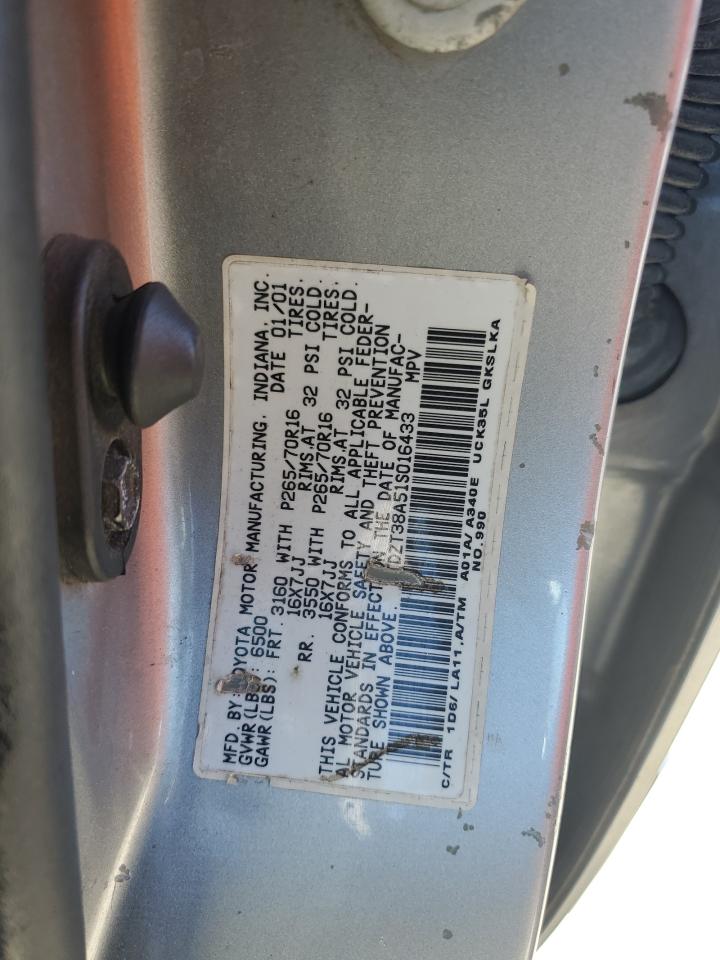 MFD. BY: TOYOTA MOTOR MANUFACTURING, INDIANA, INC.
GVWR(LBS): 6500 DATE 01/01
GAWR(LBS): FRT. 3160 WITH P265/70R16 TIRES.
16X7JJ RIMS.AT 32 PSI COLD.
RR. 3550 WITH P265/70R16 TIRES.
16X7JJ RIMS.AT 32 PSI COLD.
THIS VEHICLE CONFORMS TO ALL APPLICABLE FEDER-
AL MOTOR VEHICLE SAFETY AND THEFT PREVENTION
STANDARDS IN EFFECT ON THE DATE OF MANUFAC-
TURE SHOWN ABOVE. DZT38A51S016433 MPV
C/TR 1D6/ LA11.A/TM A01A/ A340E UCK35L GKSLKA
NO.990